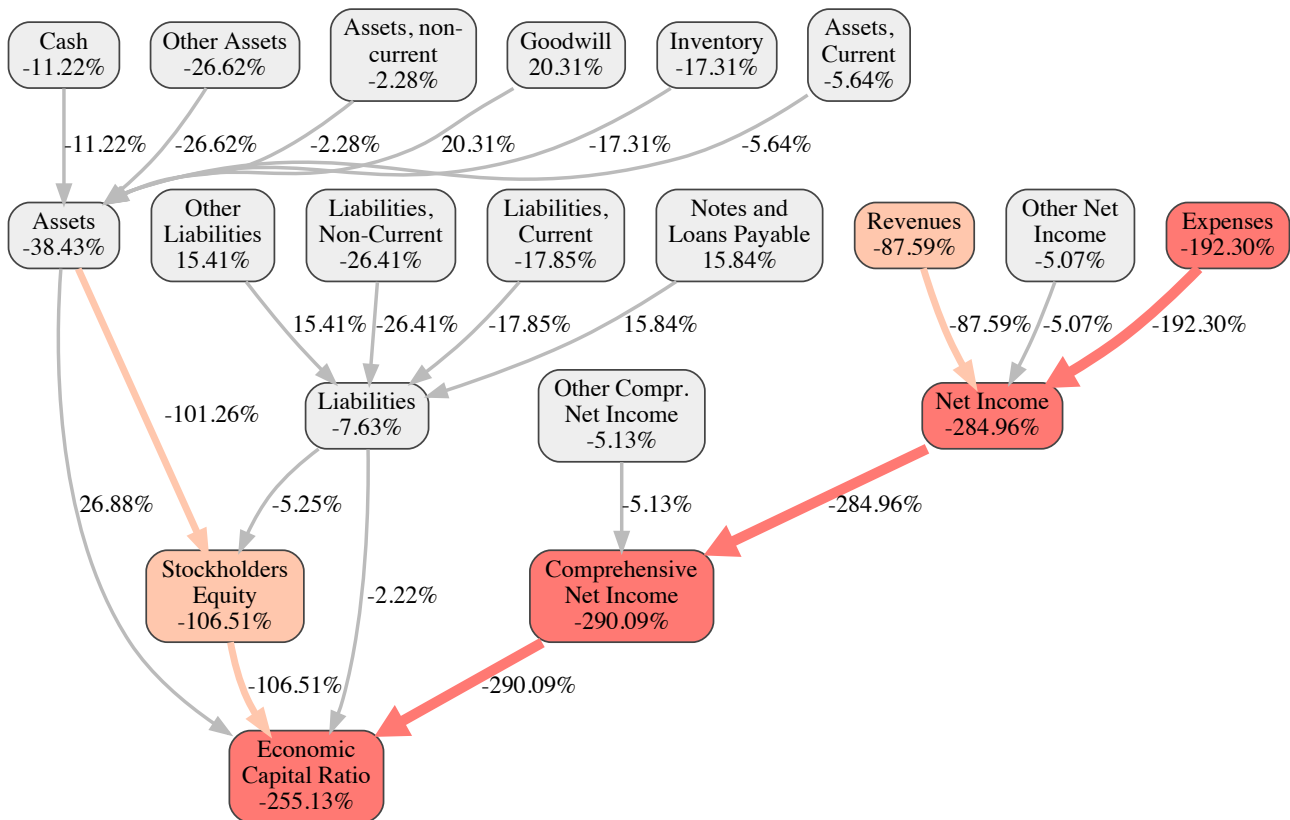 Cash
-11.22%
Other Assets
-26.62%
Assets, non-
current
-2.28%
Goodwill
20.31%
Inventory
-17.31%
Assets,
Current
-5.64%
-11.22%
-26.62%
-2.28%
20.31%
-17.31%
-5.64%
Assets
-38.43%
Other
Liabilities
15.41%
Liabilities,
Non-Current
-26.41%
Liabilities,
Current
-17.85%
Notes and
Loans Payable
15.84%
Revenues
-87.59%
Other Net
Income
-5.07%
Expenses
-192.30%
15.41%
-26.41%
-17.85%
15.84%
-87.59%
-5.07%
-192.30%
-101.26%
Liabilities
-7.63%
Other Compr.
Net Income
-5.13%
Net Income
-284.96%
26.88%
-5.25%
-5.13%
-284.96%
Stockholders
Equity
-106.51%
-2.22%
Comprehensive
Net Income
-290.09%
-106.51%
-290.09%
Economic
Capital Ratio
-255.13%